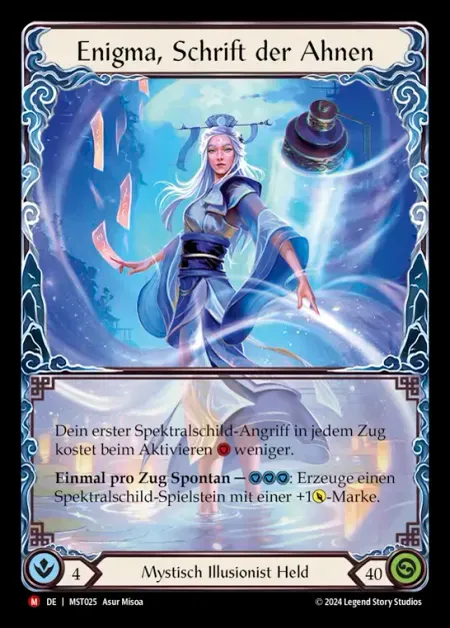 Enigma, Schrift der Ahnen
Dein erster Spektralschild-Angriff in jedem Zug
kostet beim Aktivieren weniger.
Einmal pro Zug Spontan — : Erzeuge einen
Spektralschild-Spielstein mit einer +1-Marke.
4
Mystisch Illusionist Held
40
M DE | MST025 Asur Misoa
© 2024 Legend Story Studios